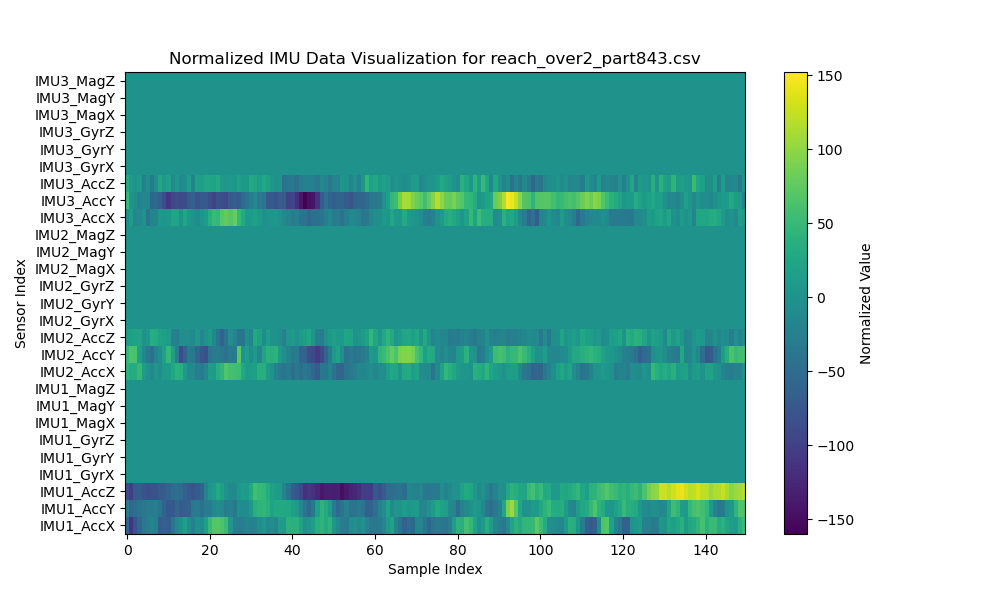 Normalized IMU Data Visualization for reach_over2_part843.csv
IMU3_MagZ
IMU3_MagY
IMU3_MagX
IMU3_GyrZ
IMU3_GyrY
IMU3_GyrX
IMU3_AccZ
IMU3_AccY
IMU3_AccX
IMU2_MagZ
IMU2_MagY
IMU2_MagX
IMU2_GyrZ
IMU2_GyrY
IMU2_GyrX
IMU2_AccZ
IMU2_AccY
IMU2_AccX
IMU1_MagZ
IMU1_MagY
IMU1_MagX
IMU1_GyrZ
IMU1_GyrY
IMU1_GyrX
IMU1_AccZ
IMU1_AccY
IMU1_AccX
Sensor Index
0 20 40 60 80 100 120 140
Sample Index
150
100
50
0
−50
−100
−150
Normalized Value